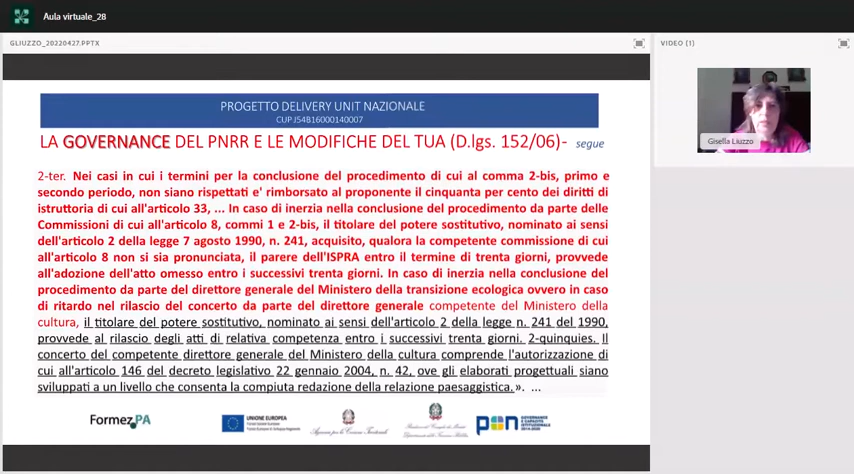 Aula virtuale_28
GLIUZZO_20220427.PPTX
VIDEO (1)
PROGETTO DELIVERY UNIT NAZIONALE
CUP J54B16000140007
LA GOVERNANCE DEL PNRR E LE MODIFICHE DEL TUA (D.lgs. 152/06)- segue
2-ter. Nei casi in cui i termini per la conclusione del procedimento di cui al comma 2-bis, primo e
secondo periodo, non siano rispettati e' rimborsato al proponente il cinquanta per cento dei diritti di
istruttoria di cui all'articolo 33, ... In caso di inerzia nella conclusione del procedimento da parte delle
Commissioni di cui all'articolo 8, commi 1 e 2-bis, il titolare del potere sostitutivo, nominato ai sensi
dell'articolo 2 della legge 7 agosto 1990, n. 241, acquisito, qualora la competente commissione di cui
all'articolo 8 non si sia pronunciata, il parere dell'ISPRA entro il termine di trenta giorni, provvede
all'adozione dell'atto omesso entro i successivi trenta giorni. In caso di inerzia nella conclusione del
procedimento da parte del direttore generale del Ministero della transizione ecologica ovvero in caso
di ritardo nel rilascio del concerto da parte del direttore generale competente del Ministero della
cultura, il titolare del potere sostitutivo, nominato ai sensi dell'articolo 2 della legge n. 241 del 1990,
provvede al rilascio degli atti di relativa competenza entro i successivi trenta giorni. 2-quinquies. Il
concerto del competente direttore generale del Ministero della cultura comprende l'autorizzazione di
cui all'articolo 146 del decreto legislativo 22 gennaio 2004, n. 42, ove gli elaborati progettuali siano
sviluppati a un livello che consenta la compiuta redazione della relazione paesaggistica.». ...
Gisella Liuzzo
FormezPA
UNIONE EUROPEA
Agenzia per la Coesione Territoriale
pon
GOVERNANCE
E CAPACITÀ
ISTITUZIONALE
2014-2020